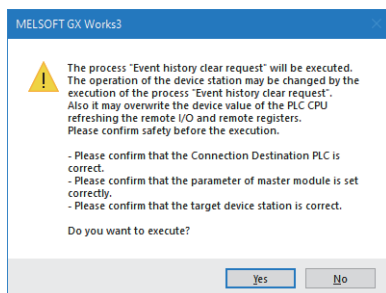 MELSOFT GX Works3
The process "Event history clear request" will be executed.
The operation of the device station may be changed by the
execution of the process "Event history clear request".
Also it may overwrite the device value of the PLC CPU
refreshing the remote I/O and remote registers.
Please confirm safety before the execution.
- Please confirm that the Connection Destination PLC is
correct.
- Please confirm that the parameter of master module is set
correctly.
- Please confirm that the target device station is correct.
Do you want to execute?
Yes No